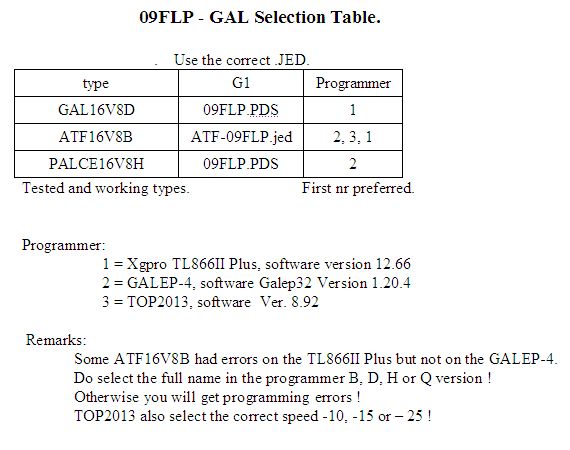 09FLP - GAL Selection Table.
. Use the correct .JED.
type G1 Programmer
GAL16V8D 09FLP.PDS 1
ATF16V8B ATF-09FLP.jed 2, 3, 1
PALCE16V8H 09FLP.PDS 2
Tested and working types. First nr preferred.
Programmer:
1 = Xgpro TL866II Plus, software version 12.66
2 = GALEP-4, software Galep32 Version 1.20.4
3 = TOP2013, software Ver. 8.92
Remarks:
Some ATF16V8B had errors on the TL866II Plus but not on the GALEP-4.
Do select the full name in the programmer B, D, H or Q version !
Otherwise you will get programming errors !
TOP2013 also select the correct speed -10, -15 or – 25 !